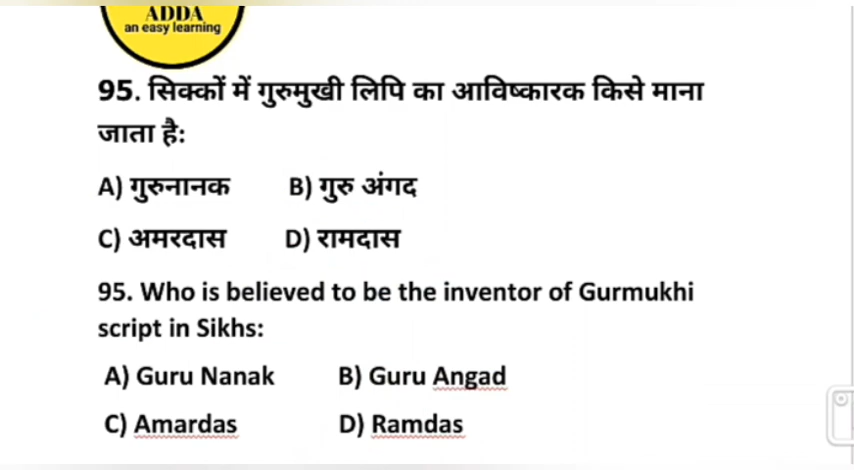 ADDA
an easy learning
95. सिक्कों में गुरुमुखी लिपि का आविष्कारक किसे माना
जाता है:
A) गुरुनानक B) गुरु अंगद
C) अमरदास D) रामदास
95. Who is believed to be the inventor of Gurmukhi
script in Sikhs:
A) Guru Nanak B) Guru Angad
C) Amardas D) Ramdas